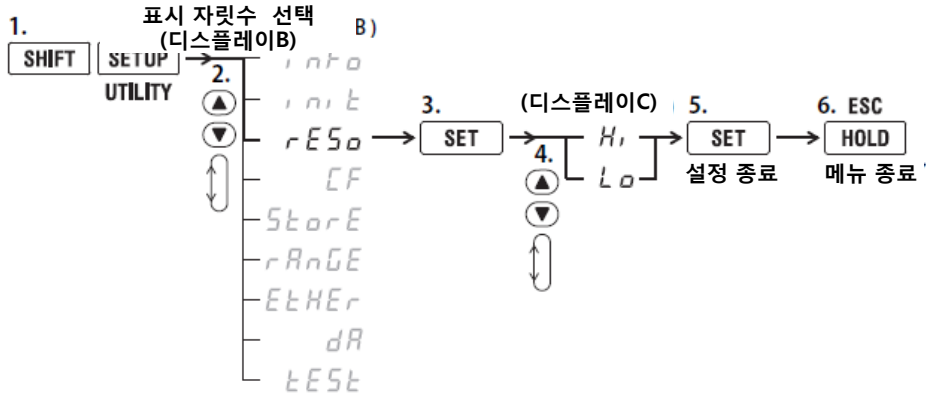 표시 자릿수 선택
(디스플레이B) B)
1.
SHIFT SETUP
UTILITY
2.
info
init
rESo
CF
StorE
rAnGE
EtHEr
dA
tESt
3.
SET
(디스플레이C)
4.
Hi
Lo
5.
SET
설정 종료
6. ESC
HOLD
메뉴 종료